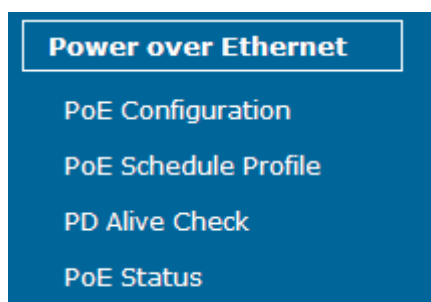 Power over Ethernet
PoE Configuration
PoE Schedule Profile
PD Alive Check
PoE Status